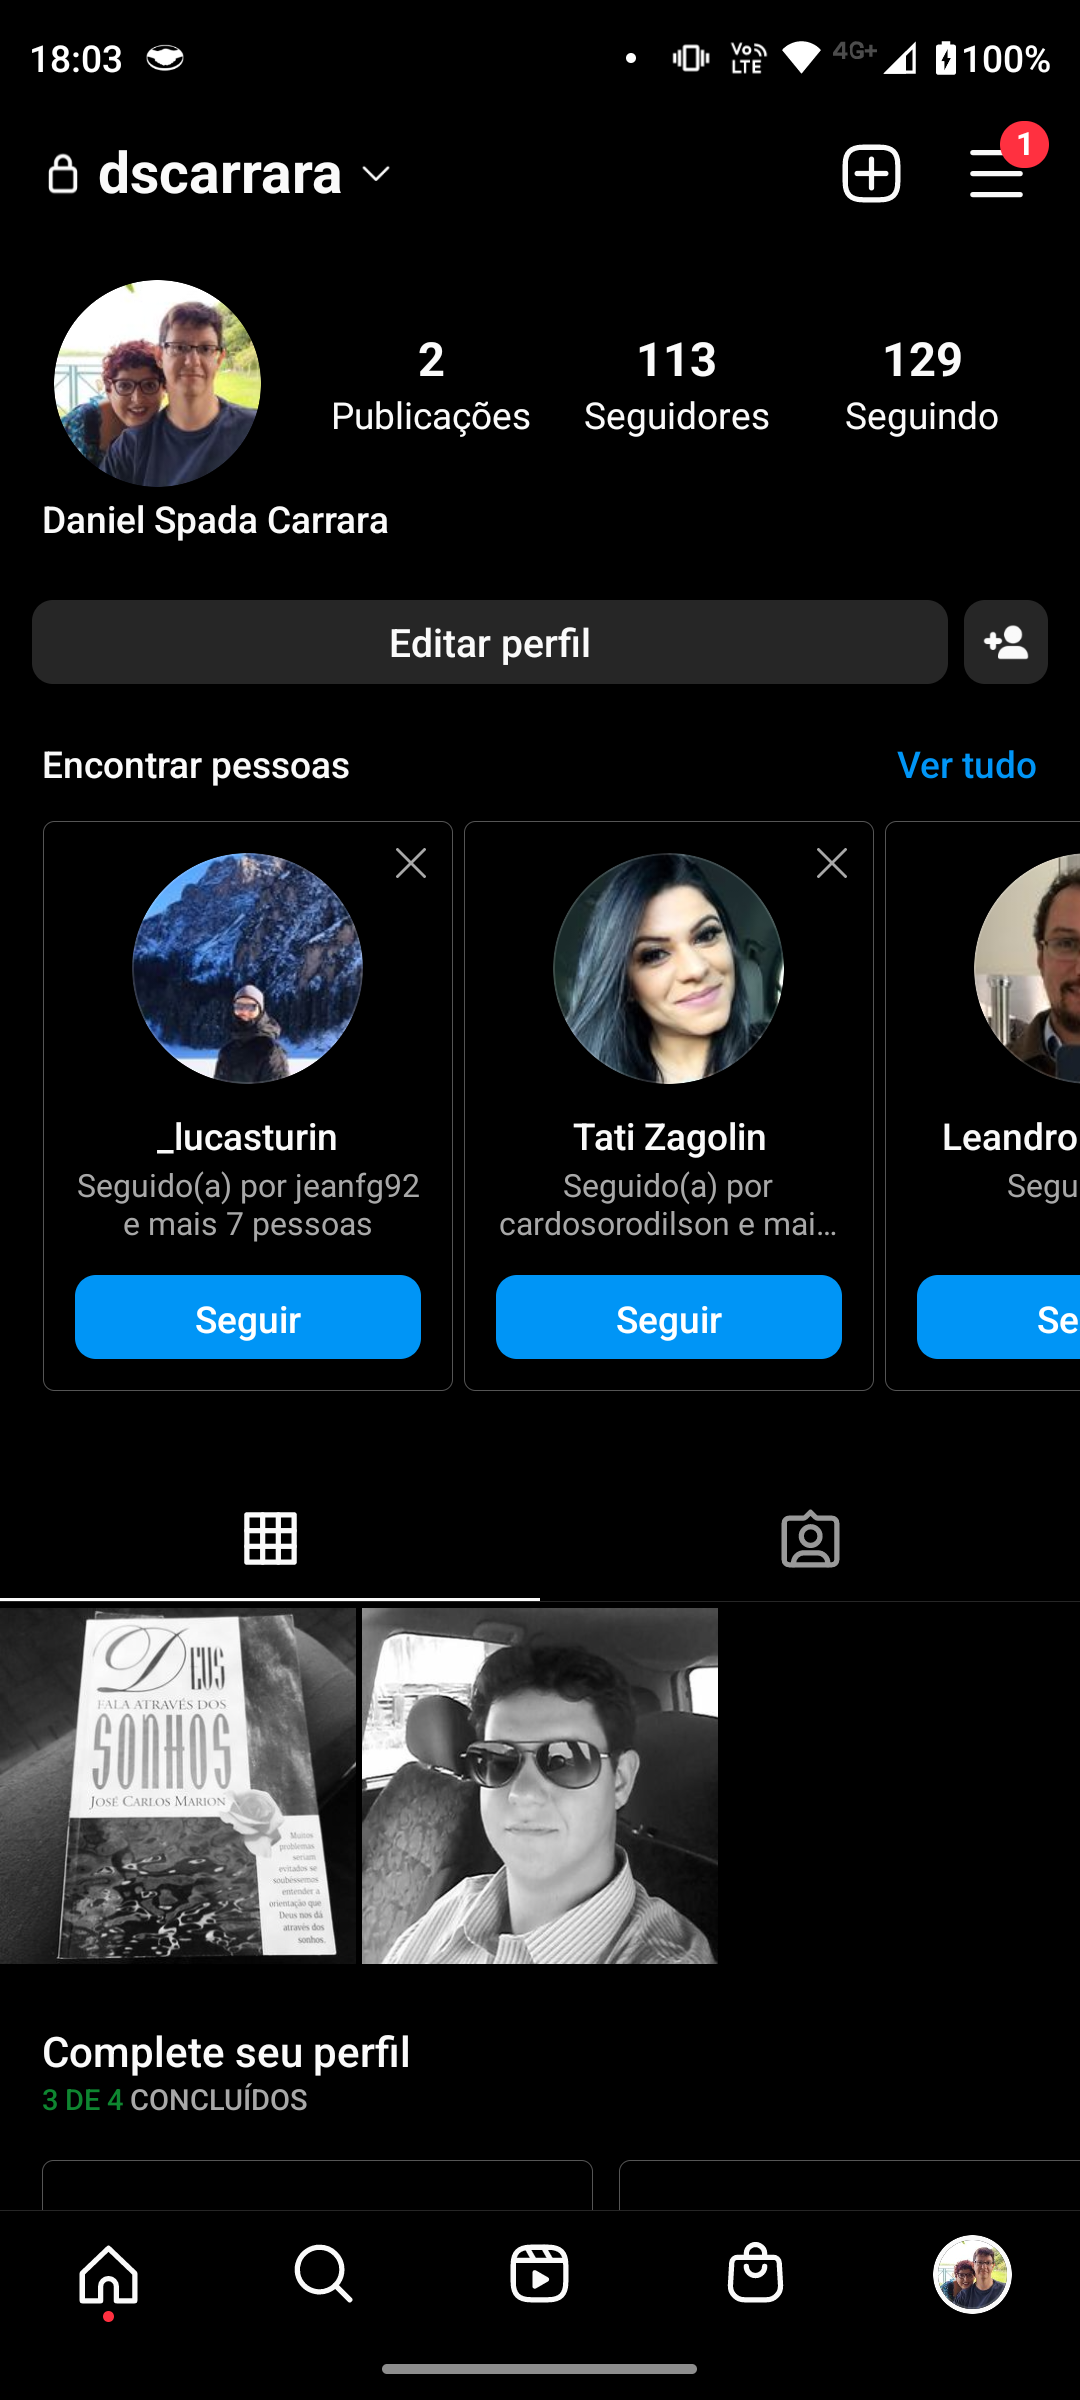 18:03
Vo LTE
4G+
100%
dscarrara
1
2
113
129
Publicações
Seguidores
Seguindo
Daniel Spada Carrara
Editar perfil
Encontrar pessoas
Ver tudo
_lucasturin
Seguido(a) por jeanfg92
e mais 7 pessoas
Seguir
Tati Zagolin
Seguido(a) por
cardosorodilson e mai...
Seguir
Leandro
Segu
Se
DEUS
FALA ATRAVÉS DOS
SONHOS
JOSÉ CARLOS MARION
Muitos
problemas
seriam
evitados se
soubéssemos
entender a
orientação que
Deus nos dá
através dos
sonhos.
Complete seu perfil
3 DE 4 CONCLUÍDOS